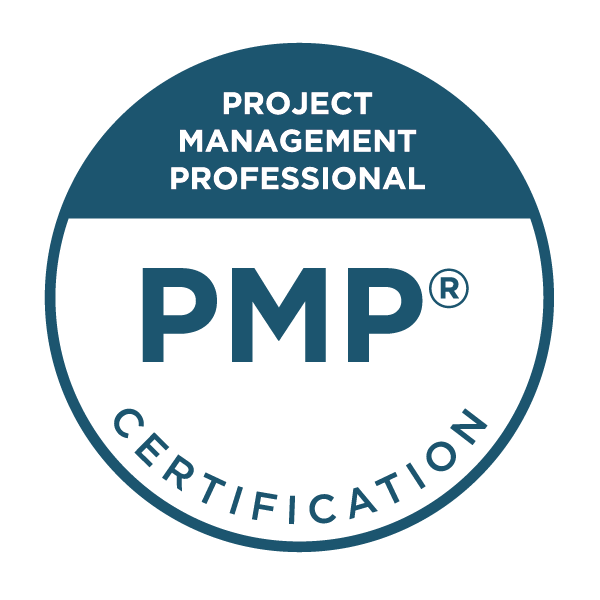 PROJECT
MANAGEMENT
PROFESSIONAL
PMP®
CERTIFICATION